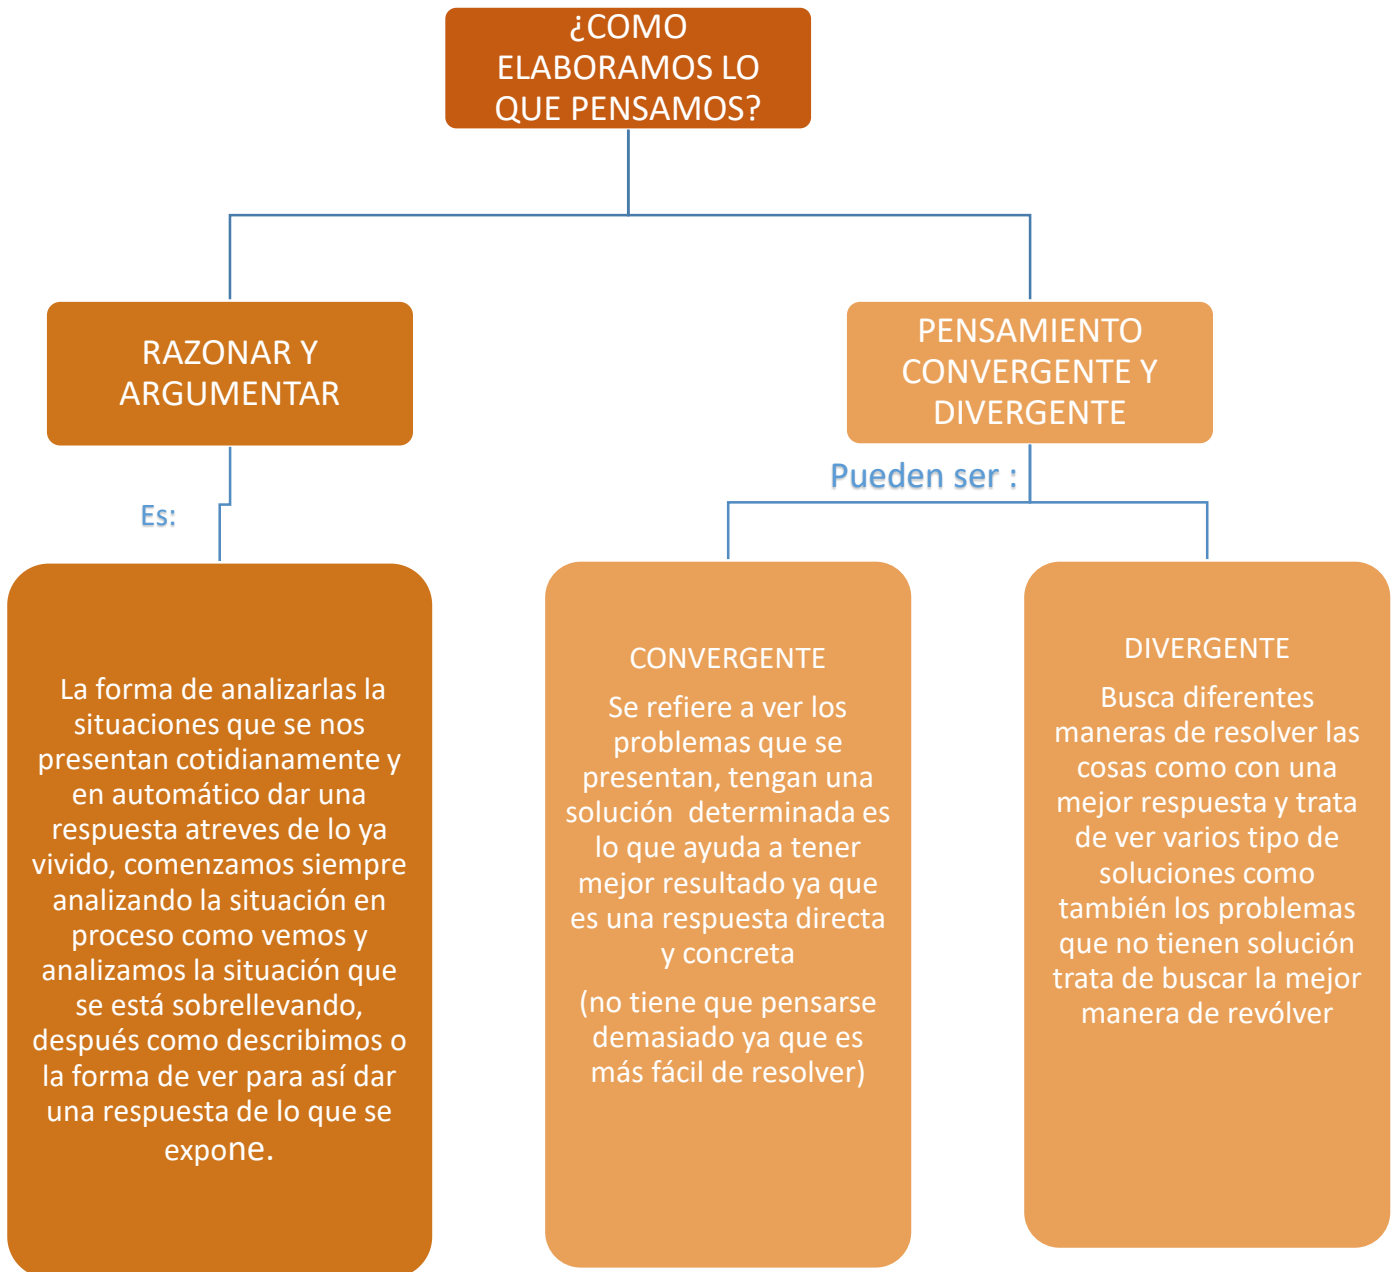 ¿COMO
ELABORAMOS LO
QUE PENSAMOS?
RAZONAR Y
ARGUMENTAR
PENSAMIENTO
CONVERGENTE Y
DIVERGENTE
Es:
Pueden ser :
La forma de analizarlas la
situaciones que se nos
presentan cotidianamente y
en automático dar una
respuesta atreves de lo ya
vivido, comenzamos siempre
analizando la situación en
proceso como vemos y
analizamos la situación que
se está sobrellevando,
después como describimos o
la forma de ver para así dar
una respuesta de lo que se
expone.
CONVERGENTE
Se refiere a ver los
problemas que se
presentan, tengan una
solución determinada es
lo que ayuda a tener
mejor resultado ya que
es una respuesta directa
y concreta
(no tiene que pensarse
demasiado ya que es
más fácil de resolver)
DIVERGENTE
Busca diferentes
maneras de resolver las
cosas como con una
mejor respuesta y trata
de ver varios tipo de
soluciones como
también los problemas
que no tienen solución
trata de buscar la mejor
manera de revólver